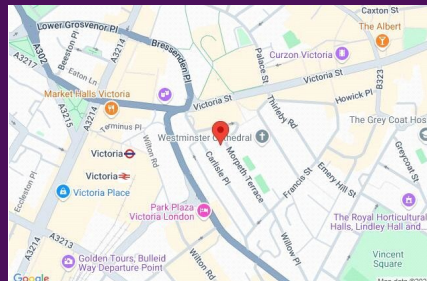 Caxton St
Lower Grosvenor Pl
The Albert
A3214
Beeston Pl
A302
A3217
Bressenden Pl
Palace St
Curzon Victoria
Eaton Ln
Victoria St
B323
Market Halls Victoria
Howick Pl
Victoria St
A3215
Terminus Pl
Thirleby Rd
The Grey Coat Hos
Westminster Cathedral
Wilton Rd
Victoria
Carlisle Pl
Morpeth Terrace
Greycoat St
Emery Hill St
Eccleston Pl
Victoria
Francis St
Victoria Place
Park Plaza
Victoria London
The Royal Horticultural
Halls, Lindley Hall and...
A3214
A3213
Willow Pl
Vincent
Square
Golden Tours, Bulleid
Way Departure Point
Wilton Rd
Google